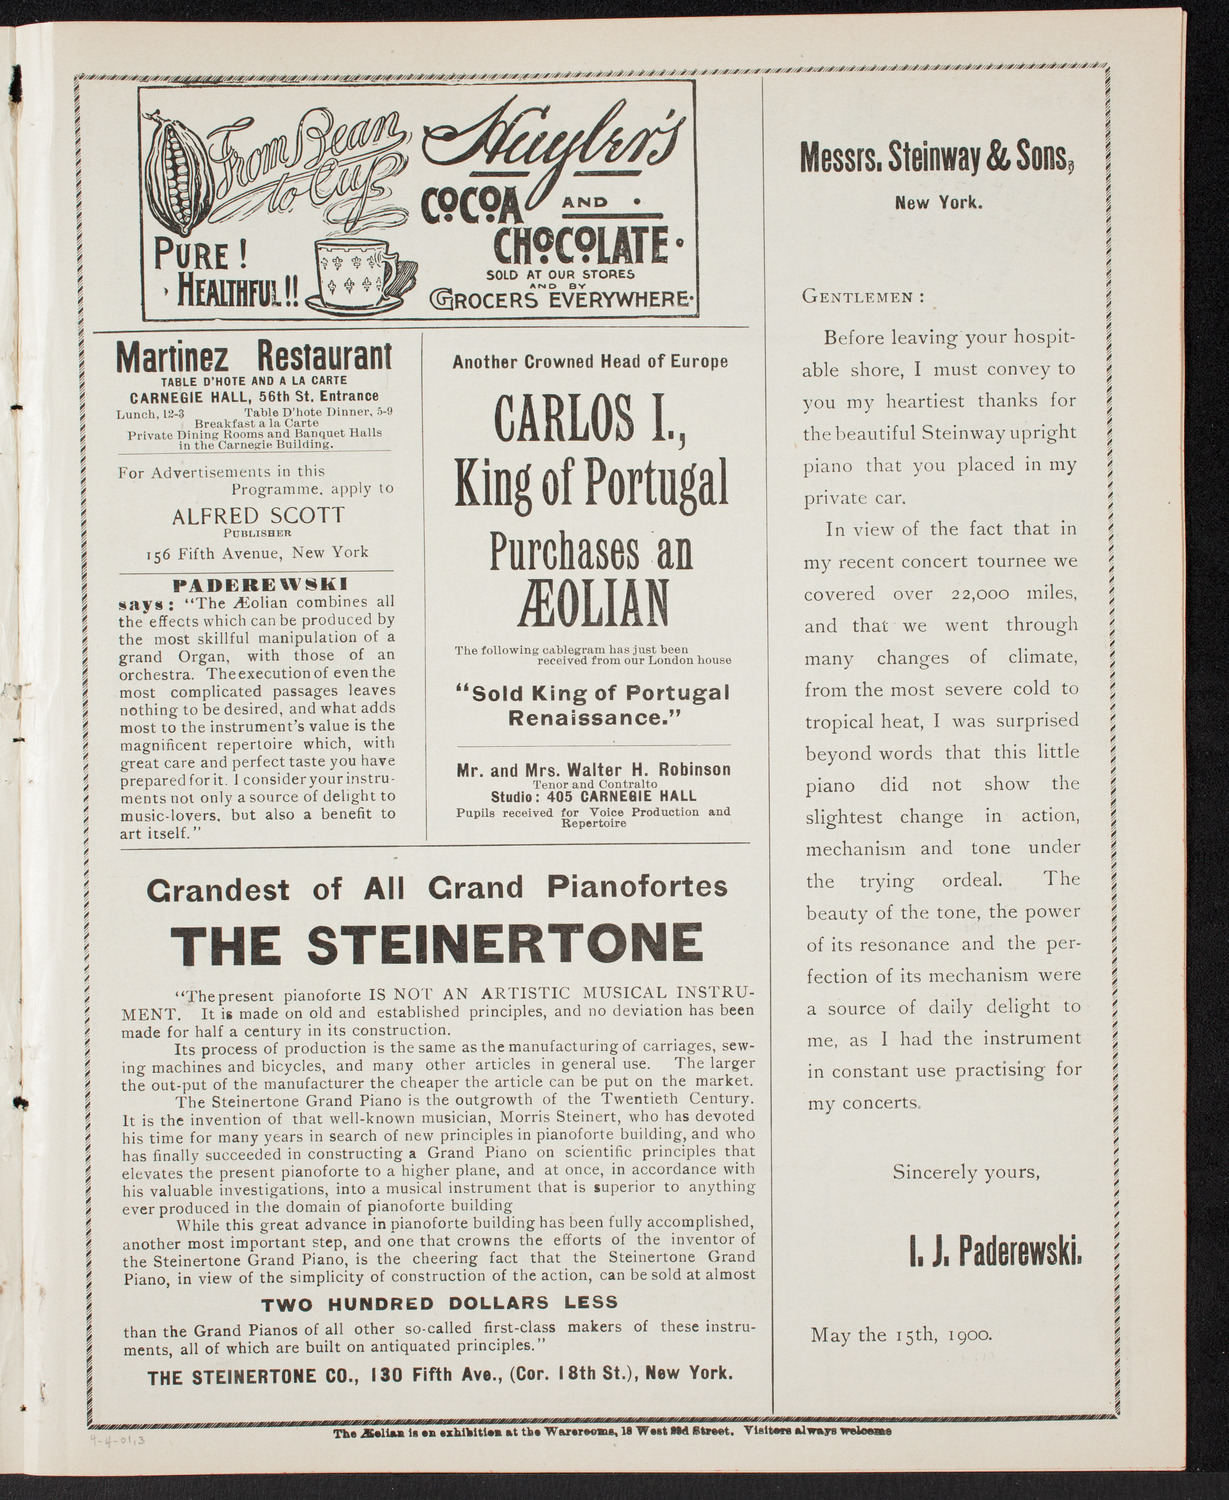 From Bean
to Cup
Huyler's
COCOA AND
CHOCOLATE
PURE!
HEALTHFUL!!
SOLD AT OUR STORES
AND BY
GROCERS EVERYWHERE
Martinez Restaurant
TABLE D'HOTE AND A LA CARTE
CARNEGIE HALL, 56th St. Entrance
Lunch, 12-3 Table D'hote Dinner, 5-9
Breakfast a la Carte
Private Dining Rooms and Banquet Halls
in the Carnegie Building.
For Advertisements in this
Programme, apply to
ALFRED SCOTT
PUBLISHER
156 Fifth Avenue, New York
PADEREWSKI
says: "The Æolian combines all
the effects which can be produced by
the most skillful manipulation of a
grand Organ, with those of an
orchestra. The execution of even the
most complicated passages leaves
nothing to be desired, and what adds
most to the instrument's value is the
magnificent repertoire which, with
great care and perfect taste you have
prepared for it. I consider your instru-
ments not only a source of delight to
music-lovers, but also a benefit to
art itself."
Another Crowned Head of Europe
CARLOS I.,
King of Portugal
Purchases an
ÆOLIAN
The following cablegram has just been
received from our London house
"Sold King of Portugal
Renaissance."
Mr. and Mrs. Walter H. Robinson
Tenor and Contralto
Studio: 405 CARNEGIE HALL
Pupils received for Voice Production and
Repertoire
Grandest of All Grand Pianofortes
THE STEINERTONE
"The present pianoforte IS NOT AN ARTISTIC MUSICAL INSTRU-
MENT. It is made on old and established principles, and no deviation has been
made for half a century in its construction.
Its process of production is the same as the manufacturing of carriages, sew-
ing machines and bicycles, and many other articles in general use. The larger
the out-put of the manufacturer the cheaper the article can be put on the market.
The Steinertone Grand Piano is the outgrowth of the Twentieth Century.
It is the invention of that well-known musician, Morris Steinert, who has devoted
his time for many years in search of new principles in pianoforte building, and who
has finally succeeded in constructing a Grand Piano on scientific principles that
elevates the present pianoforte to a higher plane, and at once, in accordance with
his valuable investigations, into a musical instrument that is superior to anything
ever produced in the domain of pianoforte building
While this great advance in pianoforte building has been fully accomplished,
another most important step, and one that crowns the efforts of the inventor of
the Steinertone Grand Piano, is the cheering fact that the Steinertone Grand
Piano, in view of the simplicity of construction of the action, can be sold at almost
TWO HUNDRED DOLLARS LESS
than the Grand Pianos of all other so-called first-class makers of these instru-
ments, all of which are built on antiquated principles."
THE STEINERTONE CO., 130 Fifth Ave., (Cor. 18th St.), New York.
Messrs. Steinway & Sons,
New York.
GENTLEMEN:
Before leaving your hospit-
able shore, I must convey to
you my heartiest thanks for
the beautiful Steinway upright
piano that you placed in my
private car.
In view of the fact that in
my recent concert tournee we
covered over 22,000 miles,
and that we went through
many changes of climate,
from the most severe cold to
tropical heat, I was surprised
beyond words that this little
piano did not show the
slightest change in action,
mechanism and tone under
the trying ordeal. The
beauty of the tone, the power
of its resonance and the per-
fection of its mechanism were
a source of daily delight to
me, as I had the instrument
in constant use practising for
my concerts.
Sincerely yours,
I. J. Paderewski.
May the 15th, 1900.
The Æolian is on exhibition at the Warerooms, 18 West 23d Street. Visitors always welcome
4-4-01,3